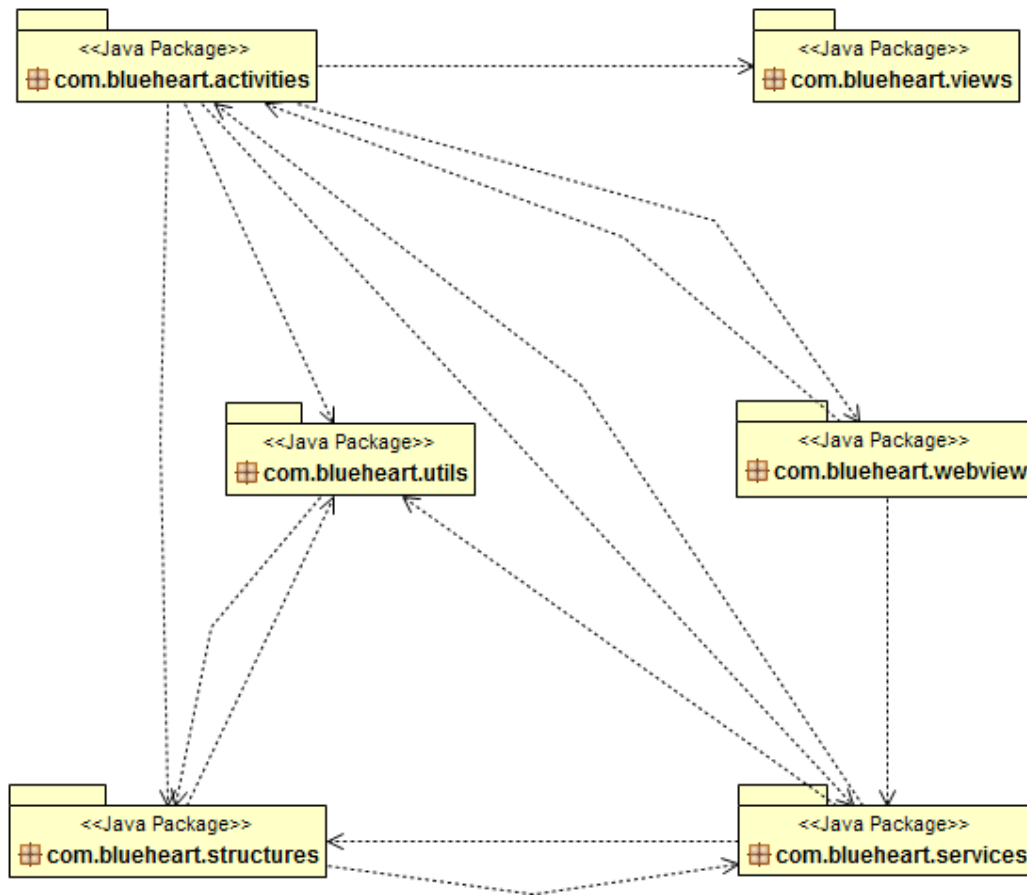 <<Java Package>>
com.blueheart.activities
<<Java Package>>
com.blueheart.views
<<Java Package>>
com.blueheart.utils
<<Java Package>>
com.blueheart.webview
<<Java Package>>
com.blueheart.structures
<<Java Package>>
com.blueheart.services